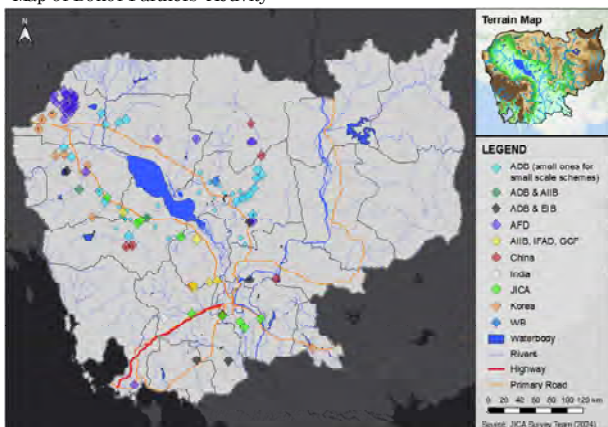 Map of Donor Partners' Activity
N
Terrain Map
LEGEND
ADB (small ones for
small scale schemes)
ADB & AIIB
ADB & EIB
AFD
AIIB, IFAD, GCF
China
India
JICA
Korea
WB
Waterbody
Rivers
Highway
Primary Road
0 20 40 60 80 100 120 km
Source: JICA Survey Team (2024)